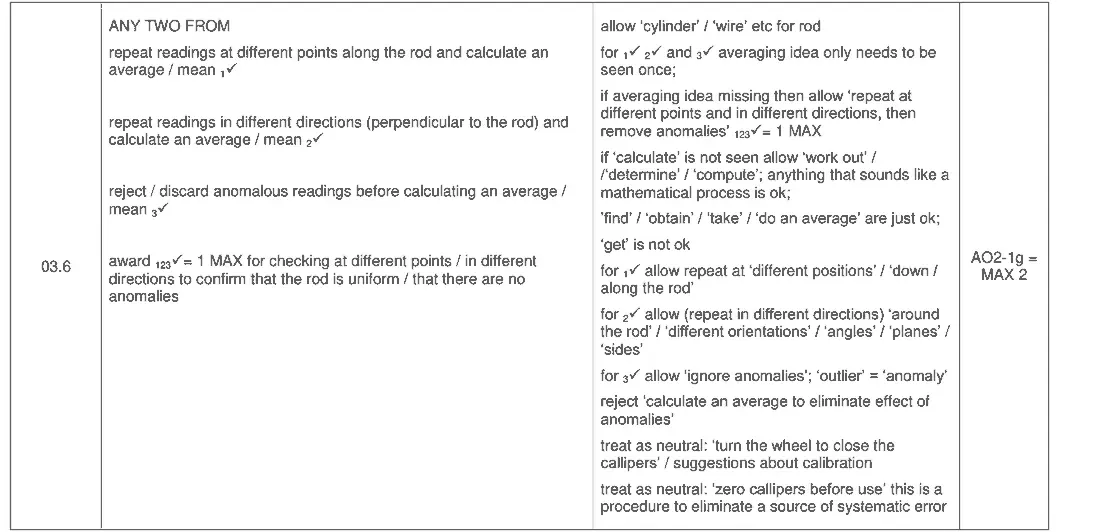 ANY TWO FROM
repeat readings at different points along the rod and calculate an
average / mean ₁✓
repeat readings in different directions (perpendicular to the rod) and
calculate an average / mean ₂✓
reject / discard anomalous readings before calculating an average /
mean ₃✓
03.6
award ₁₂₃✓= 1 MAX for checking at different points / in different
directions to confirm that the rod is uniform / that there are no
anomalies
allow ‘cylinder’ / ‘wire’ etc for rod
for ₁✓ ₂✓ and ₃✓ averaging idea only needs to be
seen once;
if averaging idea missing then allow ‘repeat at
different points and in different directions, then
remove anomalies’ ₁₂₃✓= 1 MAX
if ‘calculate’ is not seen allow ‘work out’ /
/‘determine’ / ‘compute’; anything that sounds like a
mathematical process is ok;
’find’ / ‘obtain’ / ‘take’ / ‘do an average’ are just ok;
‘get’ is not ok
for ₁✓ allow repeat at ‘different positions’ / ‘down /
along the rod’
for ₂✓ allow (repeat in different directions) ‘around
the rod’ / ‘different orientations’ / ‘angles’ / ‘planes’ /
‘sides’
for ₃✓ allow ‘ignore anomalies’; ‘outlier’ = ‘anomaly’
reject ‘calculate an average to eliminate effect of
anomalies’
treat as neutral: ‘turn the wheel to close the
callipers’ / suggestions about calibration
treat as neutral: ‘zero callipers before use’ this is a
procedure to eliminate a source of systematic error
AO2-1g =
MAX 2